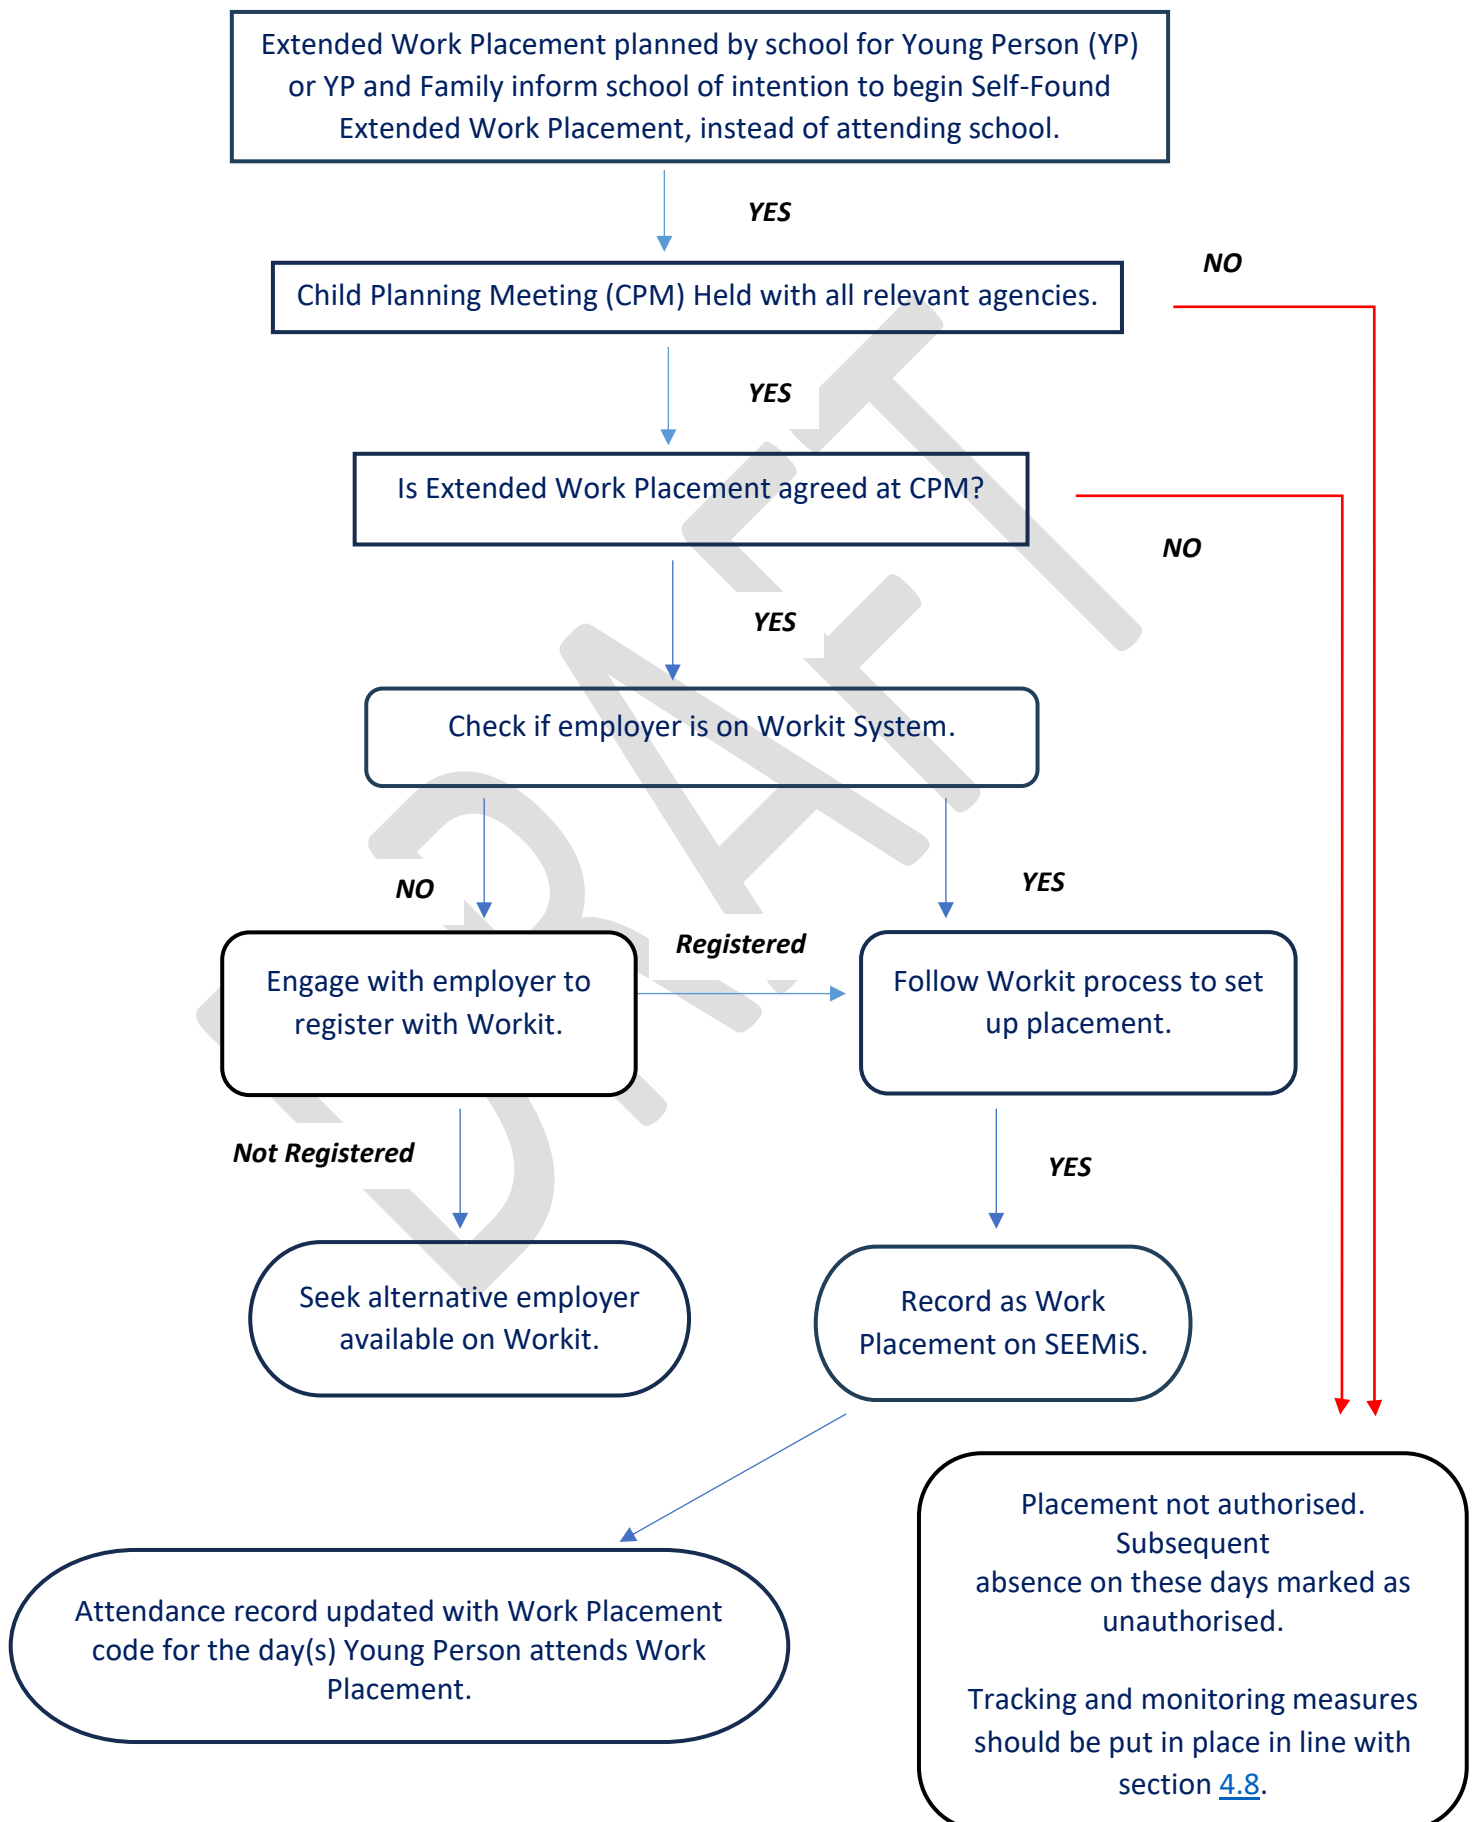 Extended Work Placement planned by school for Young Person (YP)
or YP and Family inform school of intention to begin Self-Found
Extended Work Placement, instead of attending school.
YES
NO
Child Planning Meeting (CPM) Held with all relevant agencies.
YES
Is Extended Work Placement agreed at CPM?
NO
YES
Check if employer is on Workit System.
NO
YES
Registered
Engage with employer to
register with Workit.
Follow Workit process to set
up placement.
Not Registered
YES
Seek alternative employer
available on Workit.
Record as Work
Placement on SEEMiS.
Placement not authorised.
Subsequent
absence on these days marked as
unauthorised.
Tracking and monitoring measures
should be put in place in line with
section 4.8.
Attendance record updated with Work Placement
code for the day(s) Young Person attends Work
Placement.
DRAFT